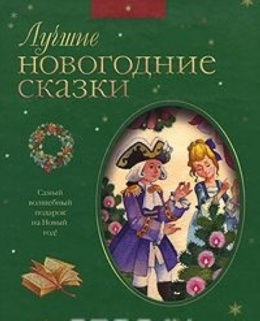 Лучшие
НОВОГОДНИЕ
СКАЗКИ
Самый
волшебный
подарок
на Новый
год!